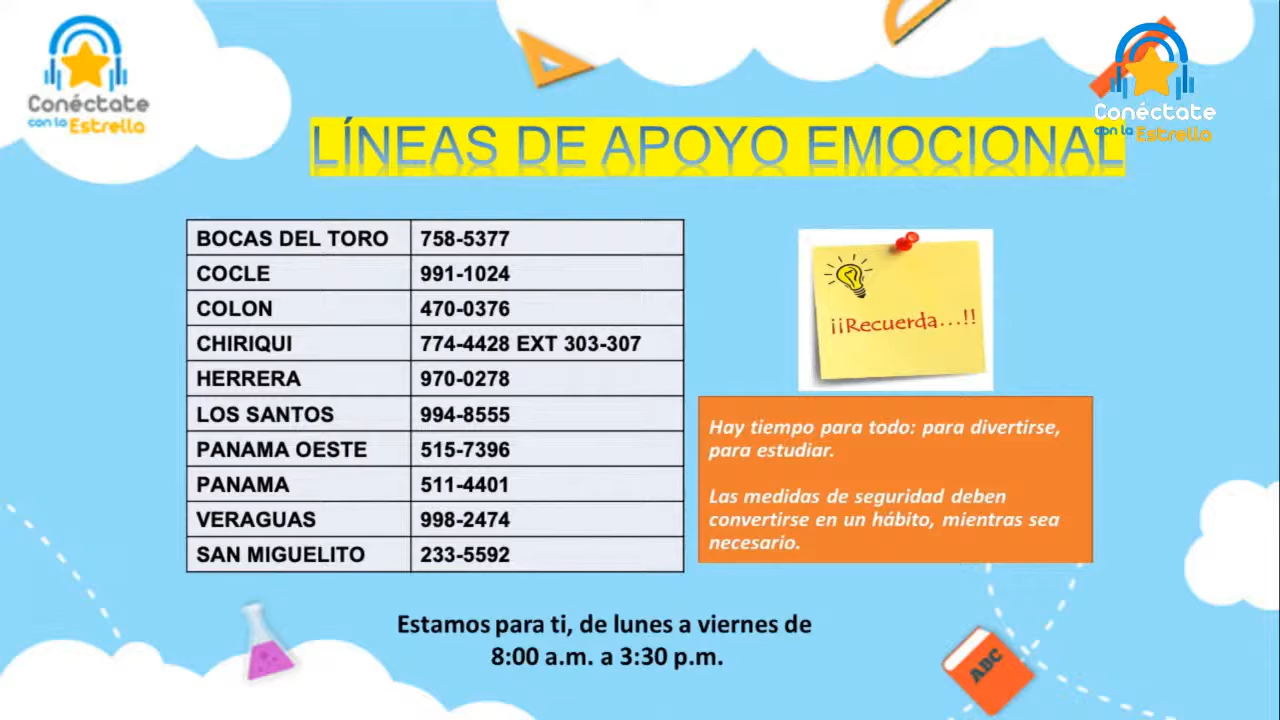 Conéctate
con la Estrella
Conéctate
con la Estrella
LÍNEAS DE APOYO EMOCIONAL
BOCAS DEL TORO 758-5377
COCLE 991-1024
COLON 470-0376
CHIRIQUI 774-4428 EXT 303-307
HERRERA 970-0278
LOS SANTOS 994-8555
PANAMA OESTE 515-7396
PANAMA 511-4401
VERAGUAS 998-2474
SAN MIGUELITO 233-5592
¡¡Recuerda...!!
Hay tiempo para todo: para divertirse,
para estudiar.
Las medidas de seguridad deben
convertirse en un hábito, mientras sea
necesario.
Estamos para ti, de lunes a viernes de
8:00 a.m. a 3:30 p.m.
ABC